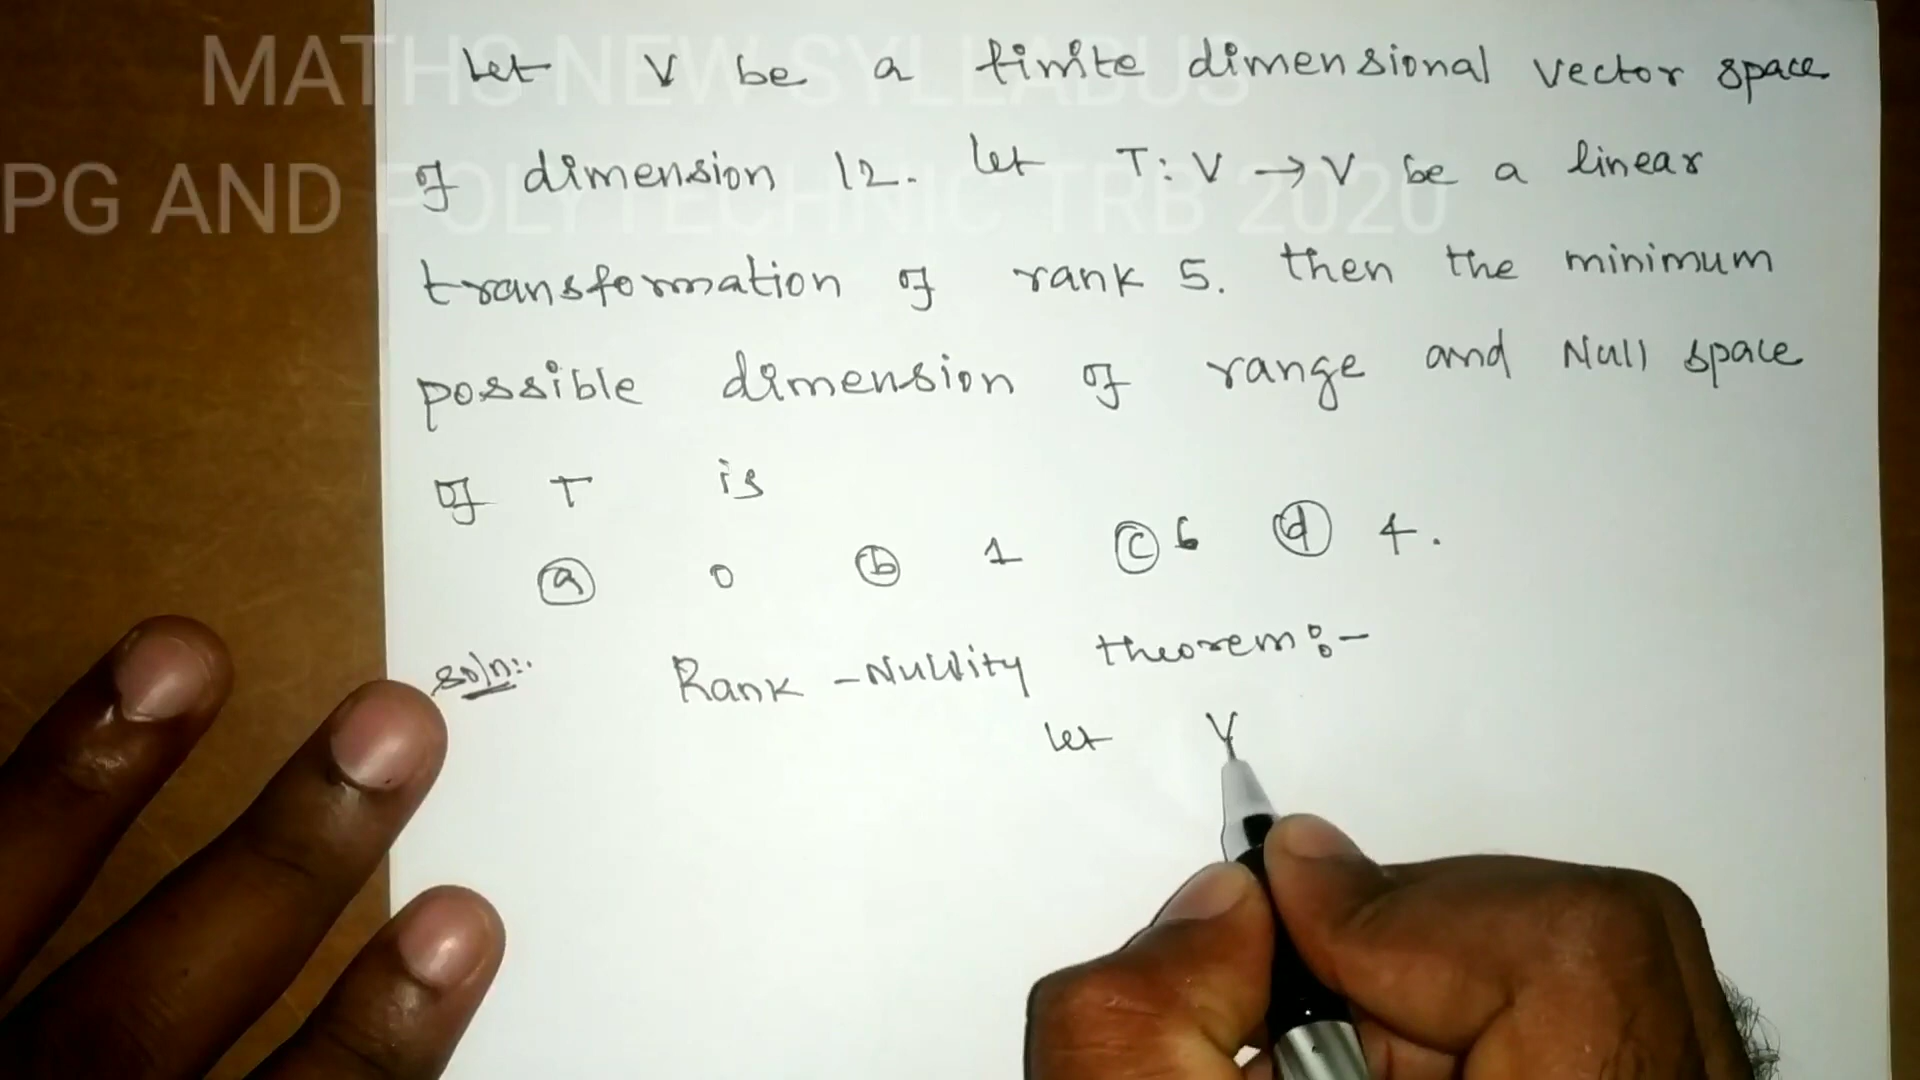 MATHS NEW SYLLABUS
PG AND POLYTECHNIC TRB 2020
Let V be a finite dimensional vector space
of dimension 12. Let T: V → V be a linear
transformation of rank 5. then the minimum
possible dimension of range and Null space
of T is
ⓐ 0 ⓑ 1 ⓒ 6 ⓓ 4.
Soln:. Rank - Nullity theorem:-
Let V